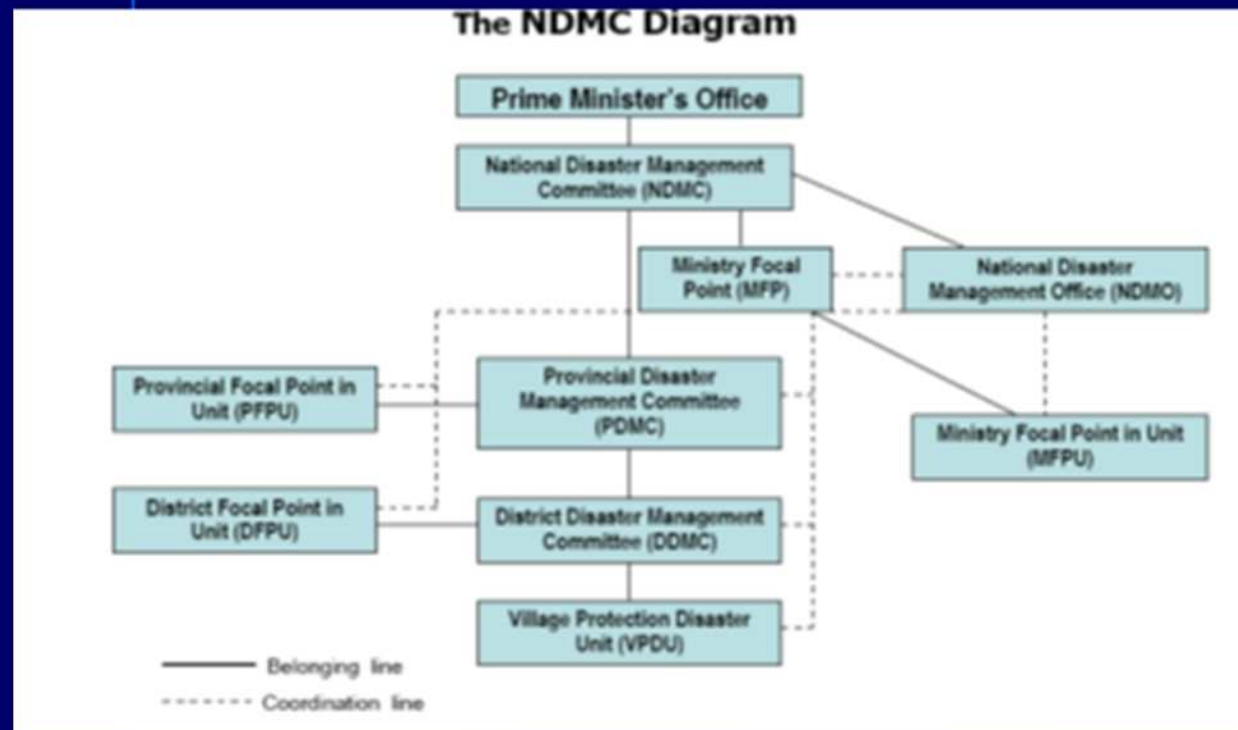 The NDMC Diagram
Prime Minister's Office
National Disaster Management
Committee (NDMC)
Ministry Focal
Point (MFP)
National Disaster
Management Office (NDMO)
Provincial Focal Point in
Unit (PFPU)
Provincial Disaster
Management Committee
(PDMC)
Ministry Focal Point in Unit
(MFPU)
District Focal Point in
Unit (DFPU)
District Disaster Management
Committee (DDMC)
Village Protection Disaster
Unit (VPDU)
Belonging line
Coordination line